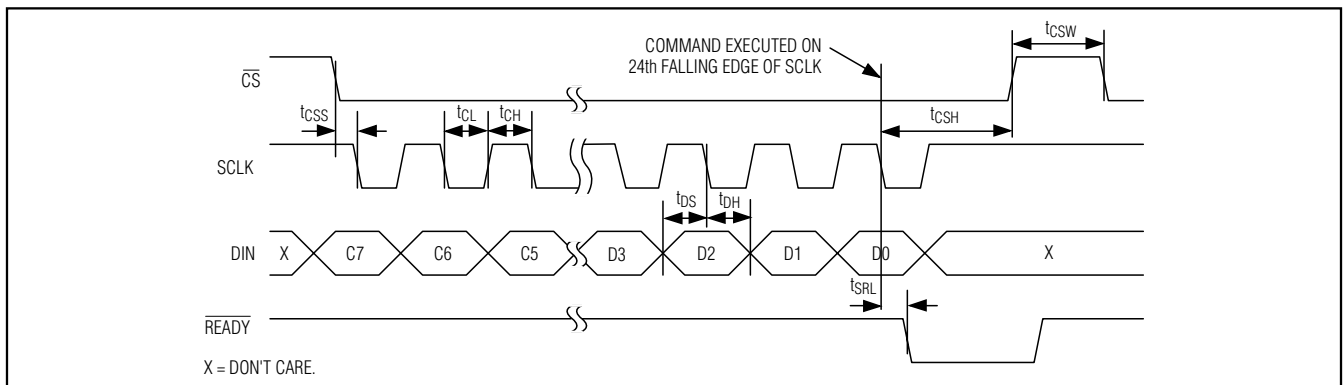 COMMAND EXECUTED ON
24th FALLING EDGE OF SCLK
tCSW
CS
tCSS
tCL
tCH
tCSH
SCLK
tDS
tDH
DIN
X
C7
C6
C5
D3
D2
D1
D0
X
tSRL
READY
X = DON'T CARE.